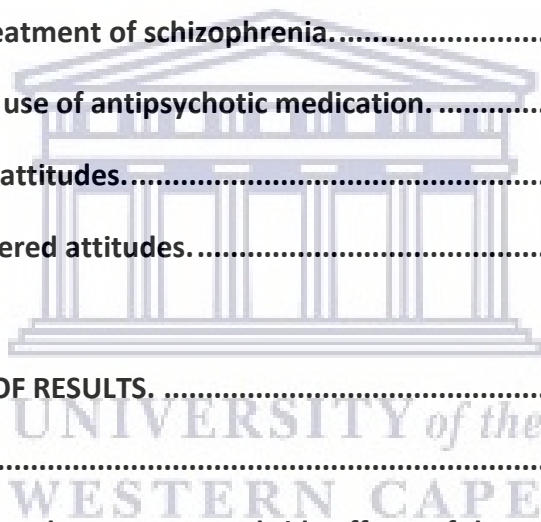 eatment of schizophrenia.....................................
use of antipsychotic medication. ...............
attitudes.............................................................
ered attitudes.....................................................
OF RESULTS. ........................................................
UNIVERSITY of the
...............................................................................
WESTERN CAPE